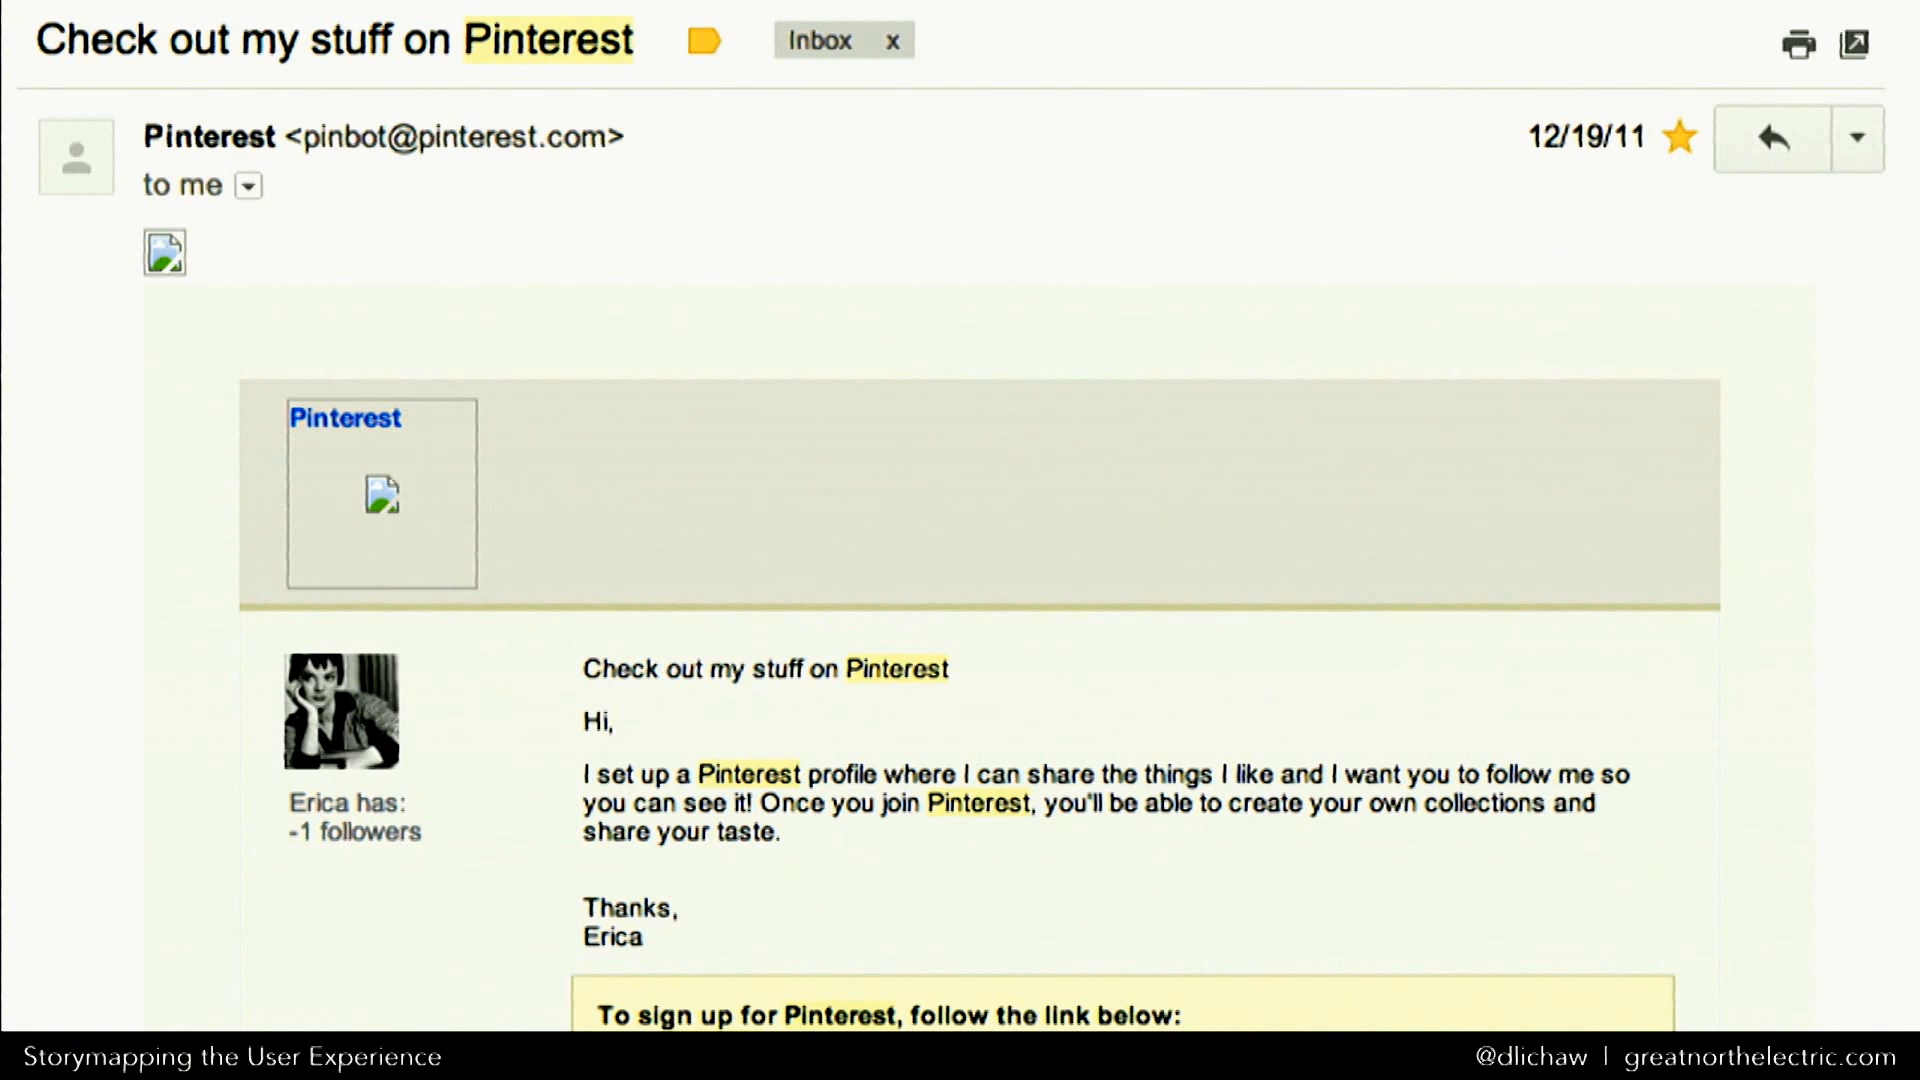 Check out my stuff on Pinterest
Inbox x
Pinterest <pinbot@pinterest.com>
12/19/11
to me
Pinterest
Check out my stuff on Pinterest
Hi,
I set up a Pinterest profile where I can share the things I like and I want you to follow me so
you can see it! Once you join Pinterest, you'll be able to create your own collections and
share your taste.
Erica has:
-1 followers
Thanks,
Erica
To sign up for Pinterest, follow the link below:
Storymapping the User Experience
@dlichaw | greatnorthelectric.com